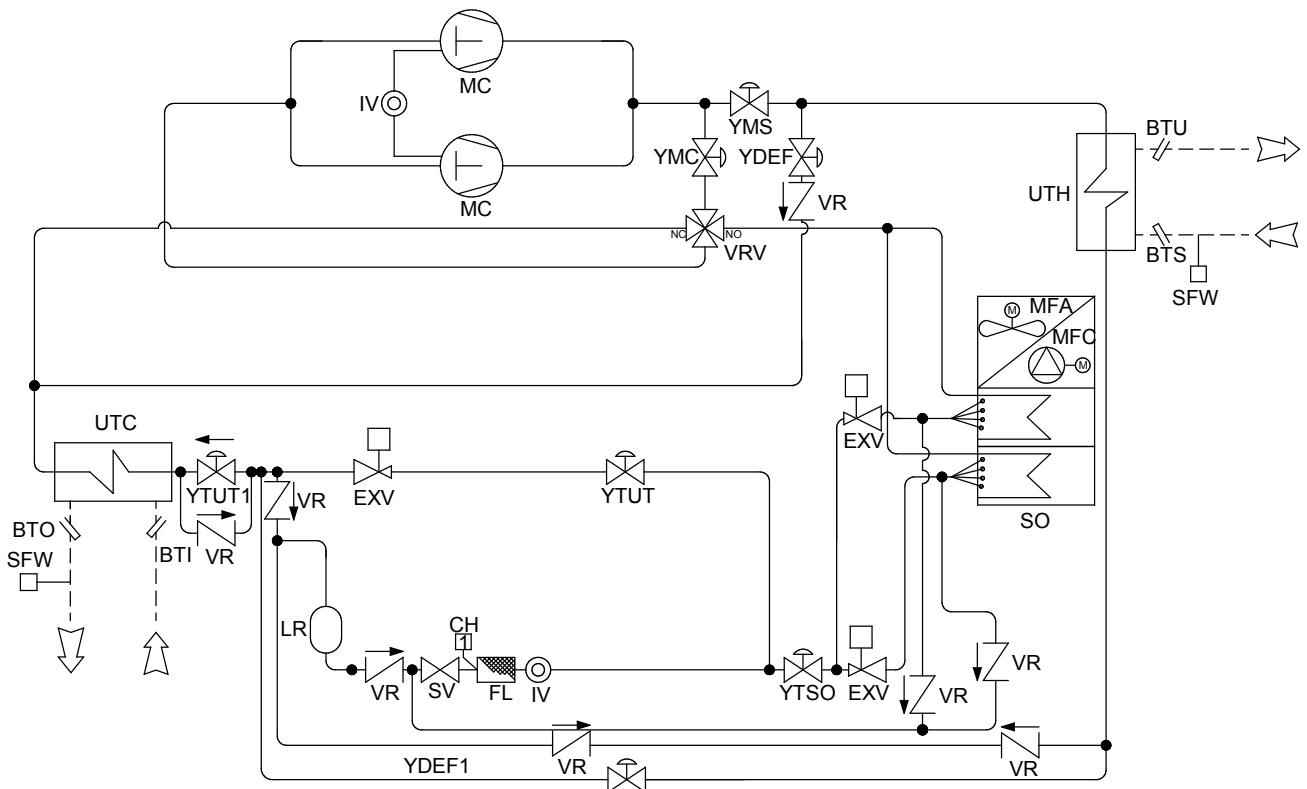 MC
IV
MC
YMS
YMC
YDEF
VR
NC
NO
VRV
BTU
UTH
BTS
SFW
M
MFA
MFC
M
EXV
UTC
YTUT1
EXV
YTUT
VR
SO
BTO
BTI
VR
SFW
LR
CH
1
VR
SV
FL
IV
YTSO
EXV
VR
VR
YDEF1
VR
VR